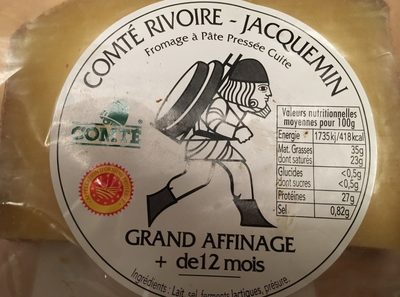 COMTÉ RIVOIRE - JACQUEMIN
Fromage à Pâte Pressée Cuite
COMTÉ
Valeurs nutritionnelles
moyennes pour 100g
Energie 1735kj/418kcal
Mat. Grasses 35g
dont saturés 23g
Glucides <0,5g
dont sucres <0,5g
Protéines 27g
Sel 0,82g
GRAND AFFINAGE
+ de 12 mois
Ingrédients : Lait, sel, ferments lactiques, présure.